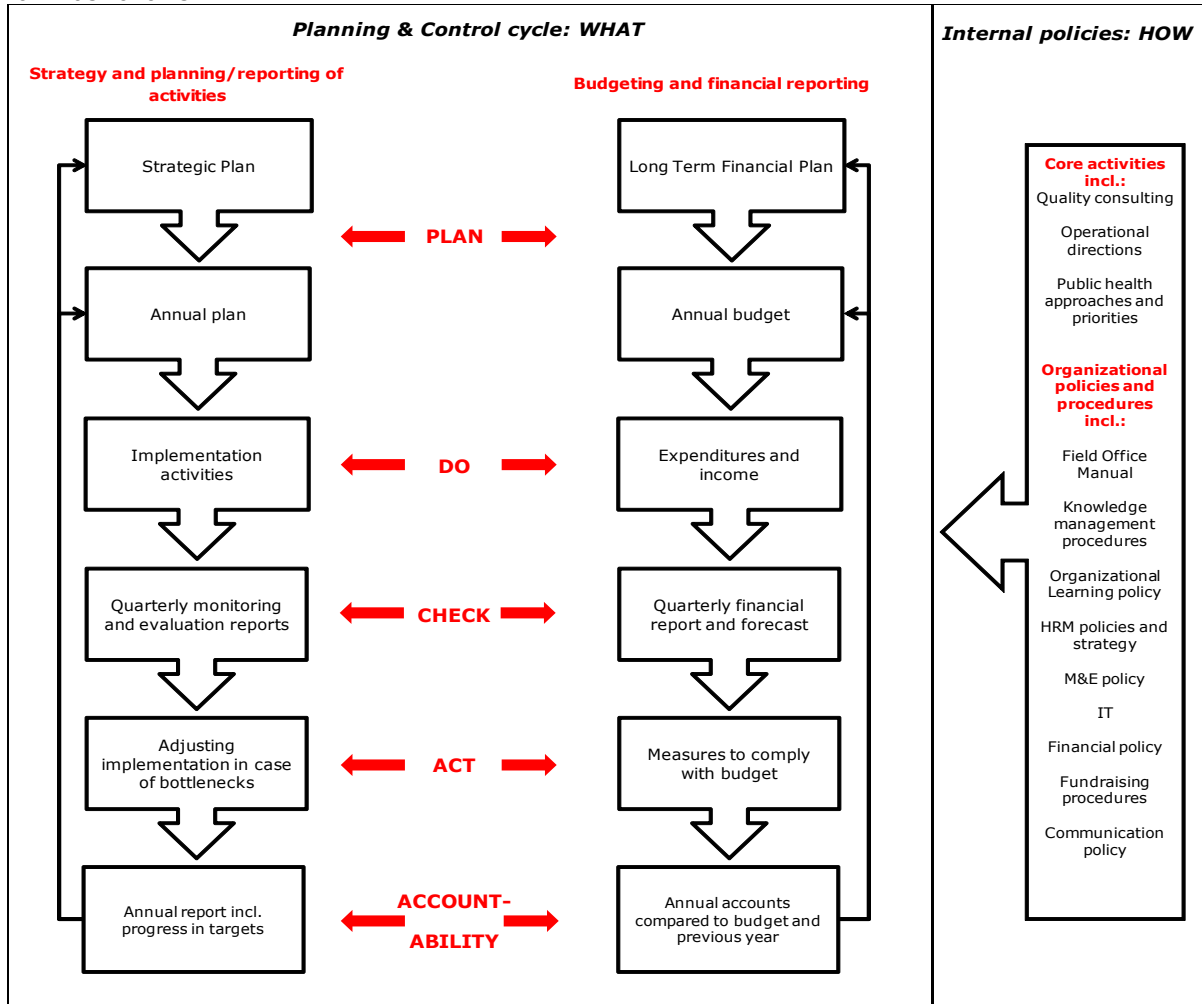 Planning & Control cycle: WHAT
Strategy and planning/reporting of
activities
Budgeting and financial reporting
Strategic Plan
Long Term Financial Plan
PLAN
Annual plan
Annual budget
Implementation
activities
DO
Expenditures and
income
Quarterly monitoring
and evaluation reports
CHECK
Quarterly financial
report and forecast
Adjusting
implementation in case
of bottlenecks
ACT
Measures to comply
with budget
Annual report incl.
progress in targets
ACCOUNT-
ABILITY
Annual accounts
compared to budget and
previous year
Internal policies: HOW
Core activities
incl.:
Quality consulting
Operational
directions
Public health
approaches and
priorities
Organizational
policies and
procedures
incl.:
Field Office
Manual
Knowledge
management
procedures
Organizational
Learning policy
HRM policies and
strategy
M&E policy
IT
Financial policy
Fundraising
procedures
Communication
policy